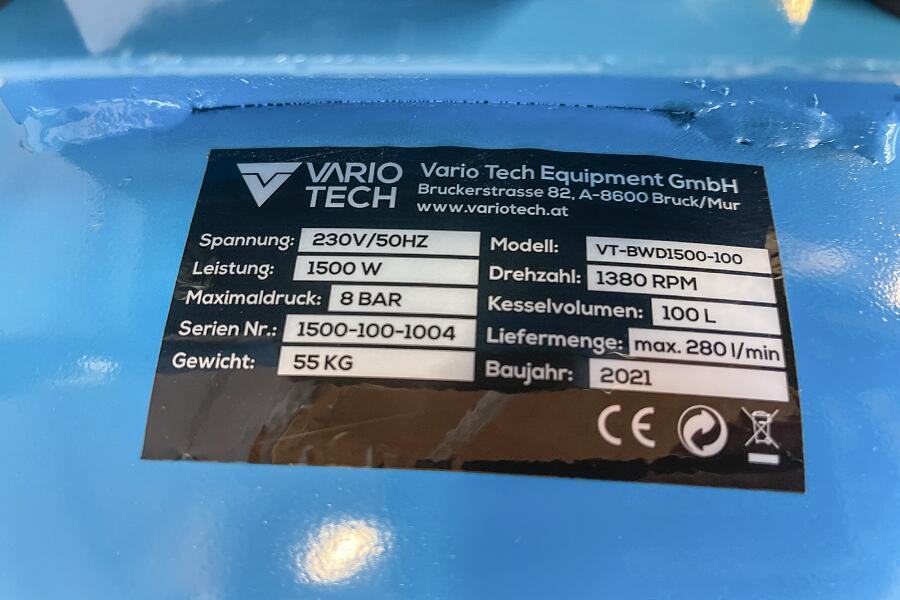 VARIO
TECH
Vario Tech Equipment GmbH
Bruckerstrasse 82, A-8600 Bruck/Mur
www.variotech.at
Spannung: 230V/50HZ
Leistung: 1500 W
Maximaldruck: 8 BAR
Serien Nr.: 1500-100-1004
Gewicht: 55 KG
Modell: VT-BWD1500-100
Drehzahl: 1380 RPM
Kesselvolumen: 100 L
Liefermenge: max. 280 l/min
Baujahr: 2021
CE